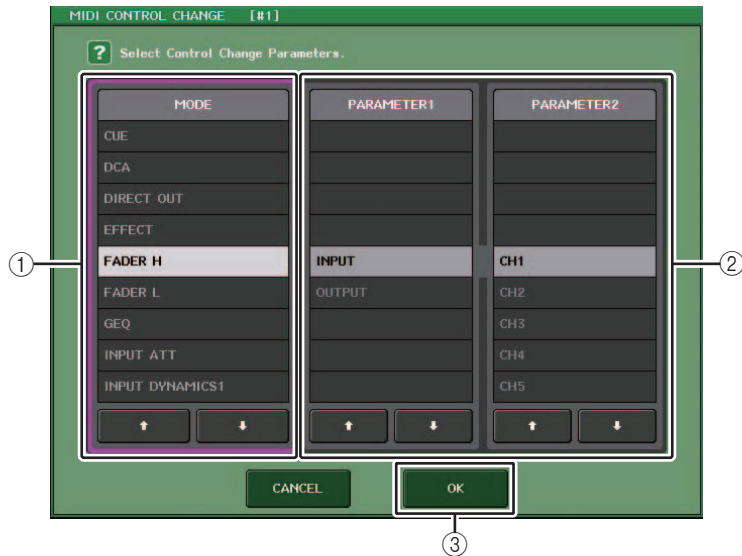 MIDI CONTROL CHANGE [#1]
? Select Control Change Parameters.
MODE
CUE
DCA
DIRECT OUT
EFFECT
FADER H
FADER L
GEQ
INPUT ATT
INPUT DYNAMICS1
PARAMETER1
INPUT
OUTPUT
PARAMETER2
CH1
CH2
CH3
CH4
CH5
CANCEL
OK
①
②
③